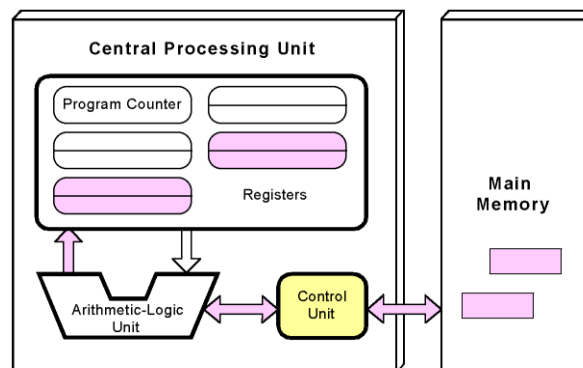 Central Processing Unit
Program Counter
Registers
Arithmetic-Logic
Unit
Control
Unit
Main
Memory